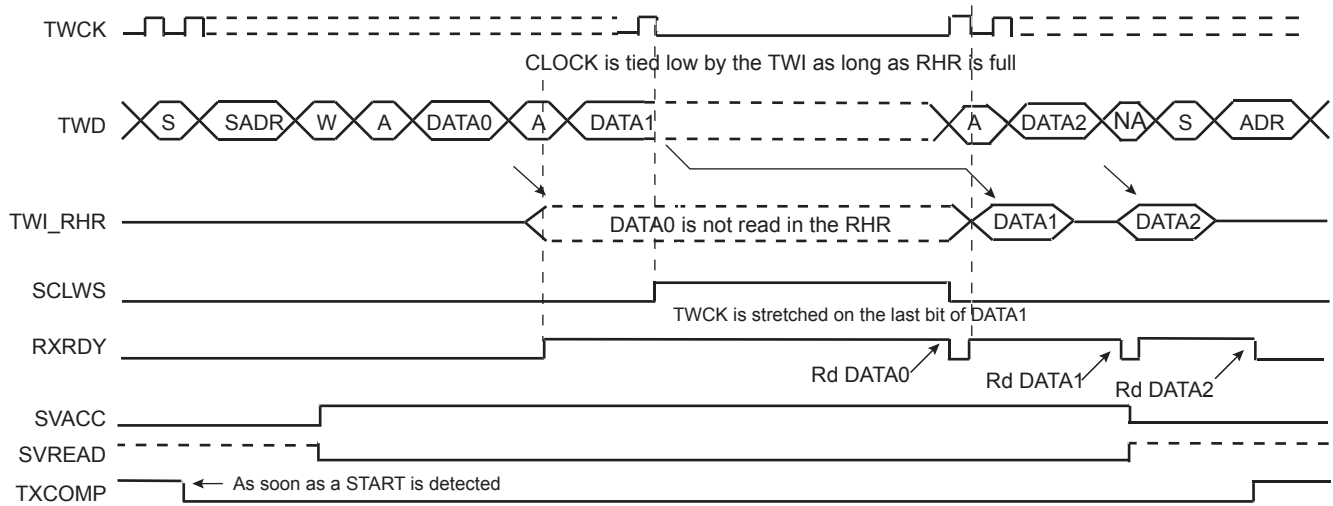 TWCK
CLOCK is tied low by the TWI as long as RHR is full
TWD S SADR W A DATA0 A DATA1 A DATA2 NA S ADR
TWI_RHR DATA0 is not read in the RHR DATA1 DATA2
SCLWS
TWCK is stretched on the last bit of DATA1
RXRDY
Rd DATA0 Rd DATA1 Rd DATA2
SVACC
SVREAD
As soon as a START is detected
TXCOMP